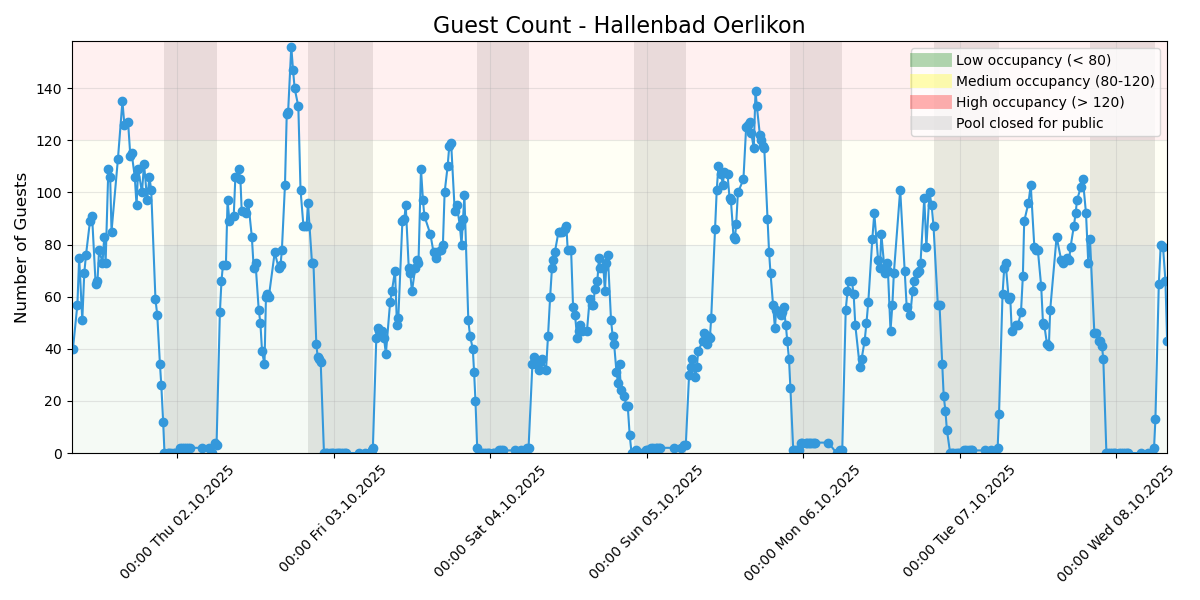 Guest Count - Hallenbad Oerlikon
Number of Guests
140
120
100
80
60
40
20
0
Low occupancy (< 80)
Medium occupancy (80-120)
High occupancy (> 120)
Pool closed for public
00:00 Thu 02.10.2025
00:00 Fri 03.10.2025
00:00 Sat 04.10.2025
00:00 Sun 05.10.2025
00:00 Mon 06.10.2025
00:00 Tue 07.10.2025
00:00 Wed 08.10.2025